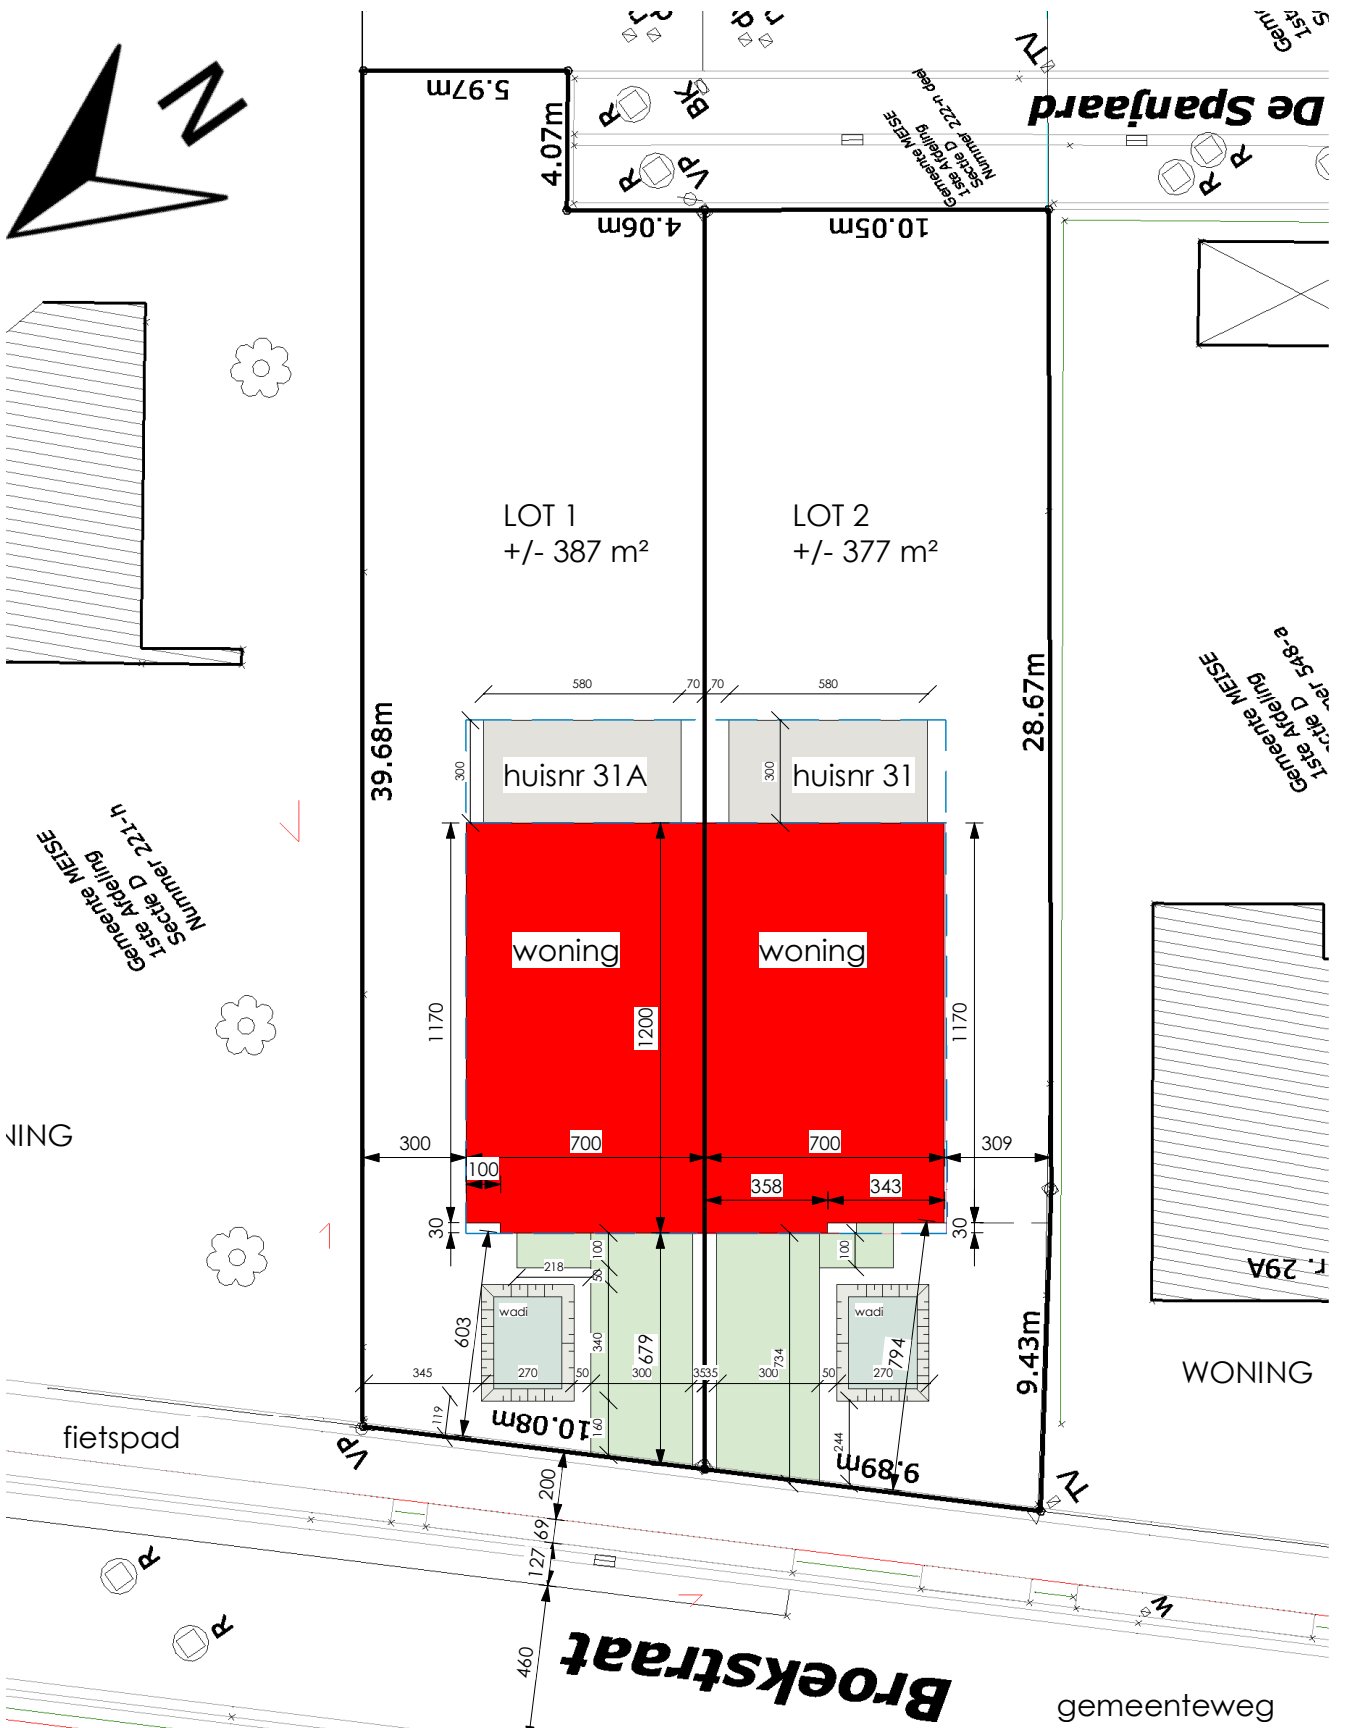 N
5.97m
4.07m
4.06m
10.05m
R
BK
R
VP
TV
R
R
De Spanjaard
Gemeente MEISE
1ste Afdeling
Sectie D
Nummer 222-n deel
LOT 1
+/- 387 m²
LOT 2
+/- 377 m²
39.68m
28.67m
580
70
70
580
300
300
huisnr 31A
huisnr 31
woning
woning
1170
1200
1170
Gemeente MEISE
1ste Afdeling
Sectie D
Nummer 221-h
Gemeente MEISE
1ste Afdeling
300
700
700
309
100
358
343
30
30
100
100
218
50
wadi
wadi
603
340
679
734
794
345
270
50
300
35
35
300
50
270
119
160
244
10.08m
9.89m
9.43m
r. 29A
WONING
fietspad
VP
TV
200
69
127
460
R
R
W
Broekstraat
gemeenteweg